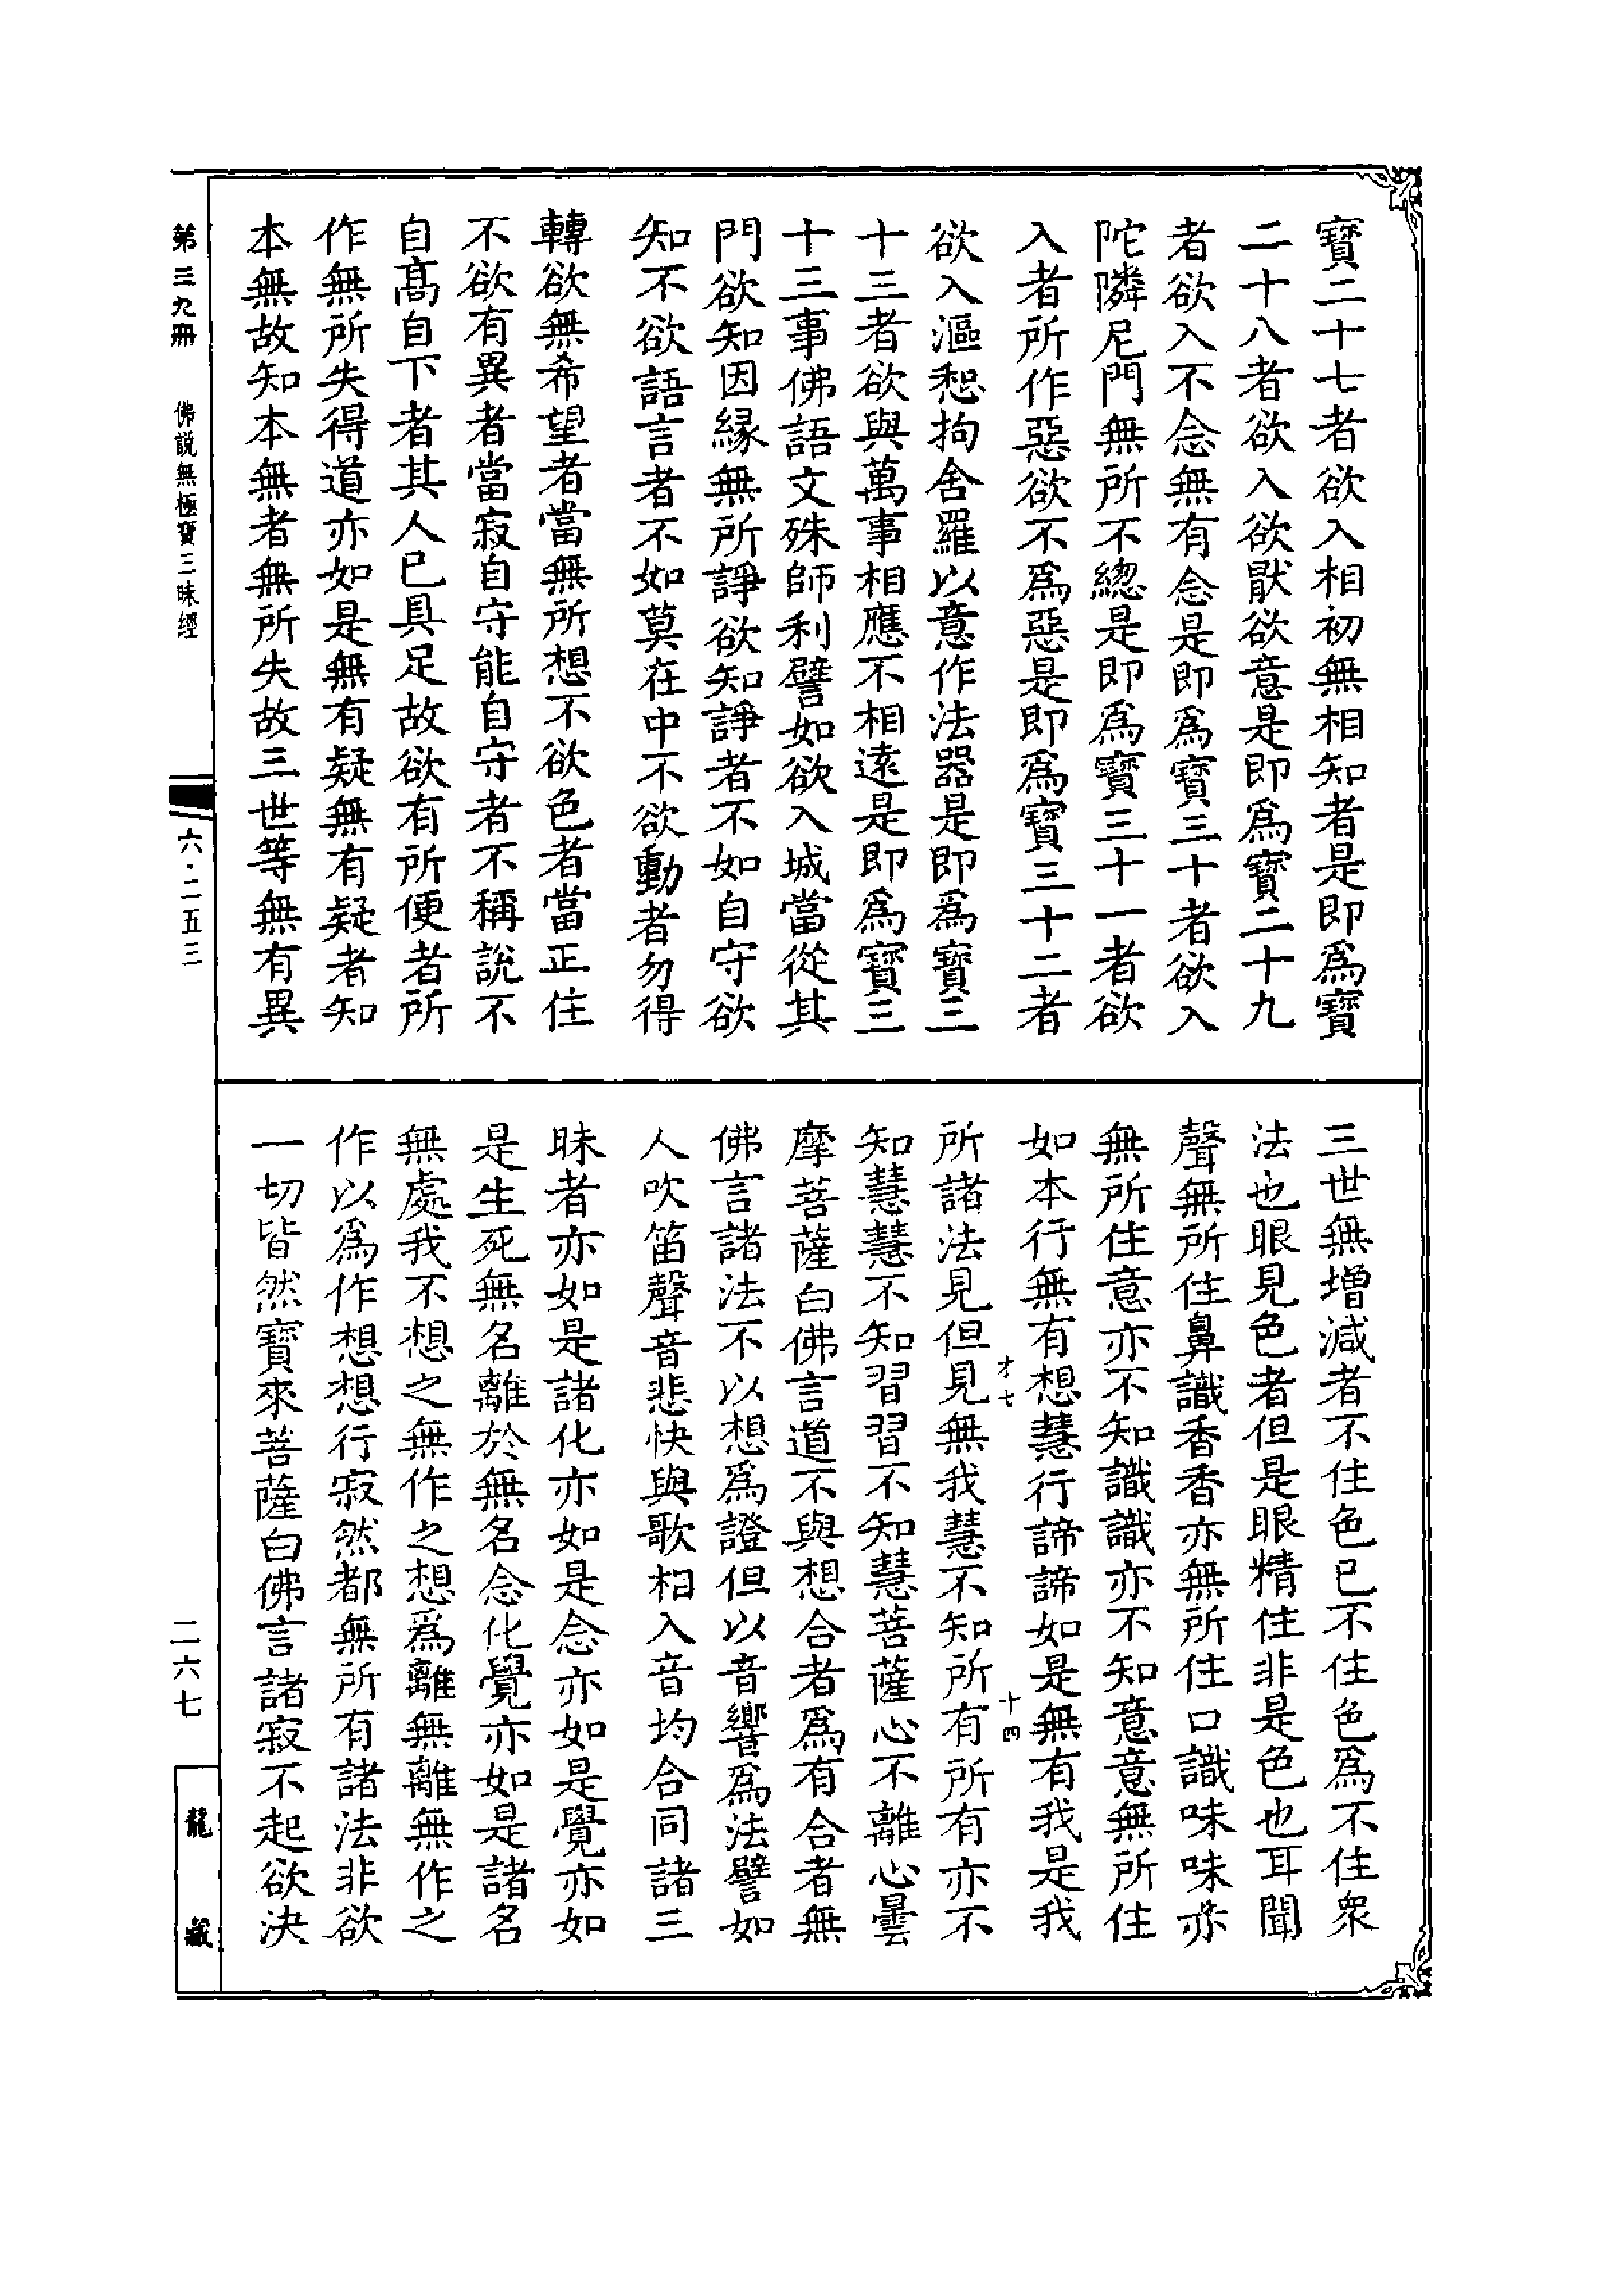 寶二十七者欲入相初無相知者是即爲寶
二十八者欲入欲猒欲意是即爲寶二十九
者欲入不念無有念是即爲寶三十者欲入
陀隣尼門無所不總是即爲寶三十一者欲
入者所作惡欲不爲惡是即爲寶三十二者
欲入漚惒拘舍羅以意作法器是即爲寶三
十三者欲與萬事相應不相遠是即爲寶三
十三事佛語文殊師利譬如欲入城當從其
門欲知因緣無所諍欲知諍者不如自守欲
知不欲語言者不如莫在中不欲動者勿得
轉欲無希望者當無所想不欲色者當正住
不欲有異者當寂自守能自守者不稱說不
自高自下者其人已具足故欲有所便者所
作無所失得道亦如是無有疑無有疑者知
本無故知本無者無所失故三世等無有異
三世無增減者不住色已不住色爲不住衆
法也眼見色者但是眼精住非是色也耳聞
聲無所住鼻識香香亦無所住口識味味亦
無所住意亦不知識識亦不知意意無所住
如本行無有想慧行諦諦如是無有我是我
才七
十四
所諸法見但見無我慧不知所有所有亦不
知慧慧不知習習不知慧菩薩心不離心曇
摩菩薩白佛言道不與想合者爲有合者無
佛言諸法不以想爲證但以音響爲法譬如
人吹笛聲音悲快與歌相入音均合同諸三
昧者亦如是諸化亦如是念亦如是覺亦如
是生死無名離於無名念化覺亦如是諸名
無處我不想之無作之想爲離無離無作之
作以爲作想想行寂然都無所有諸法非欲
一切皆然寶來菩薩白佛言諸寂不起欲決
第三九冊
佛說無極寶三昧經
六·二五三
二六七
龍藏